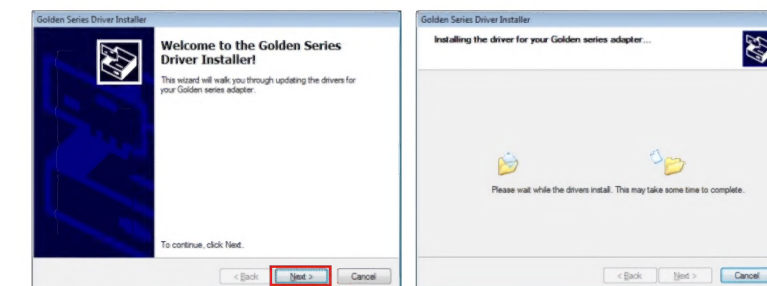 Golden Series Driver Installer
Welcome to the Golden Series
Driver Installer!
This wizard will walk you through updating the drivers for
your Golden series adapter.
To continue, click Next.
< Back
Next >
Cancel
Golden Series Driver Installer
Installing the driver for your Golden series adapter...
Please wait while the drivers install. This may take some time to complete.
< Back
Next >
Cancel